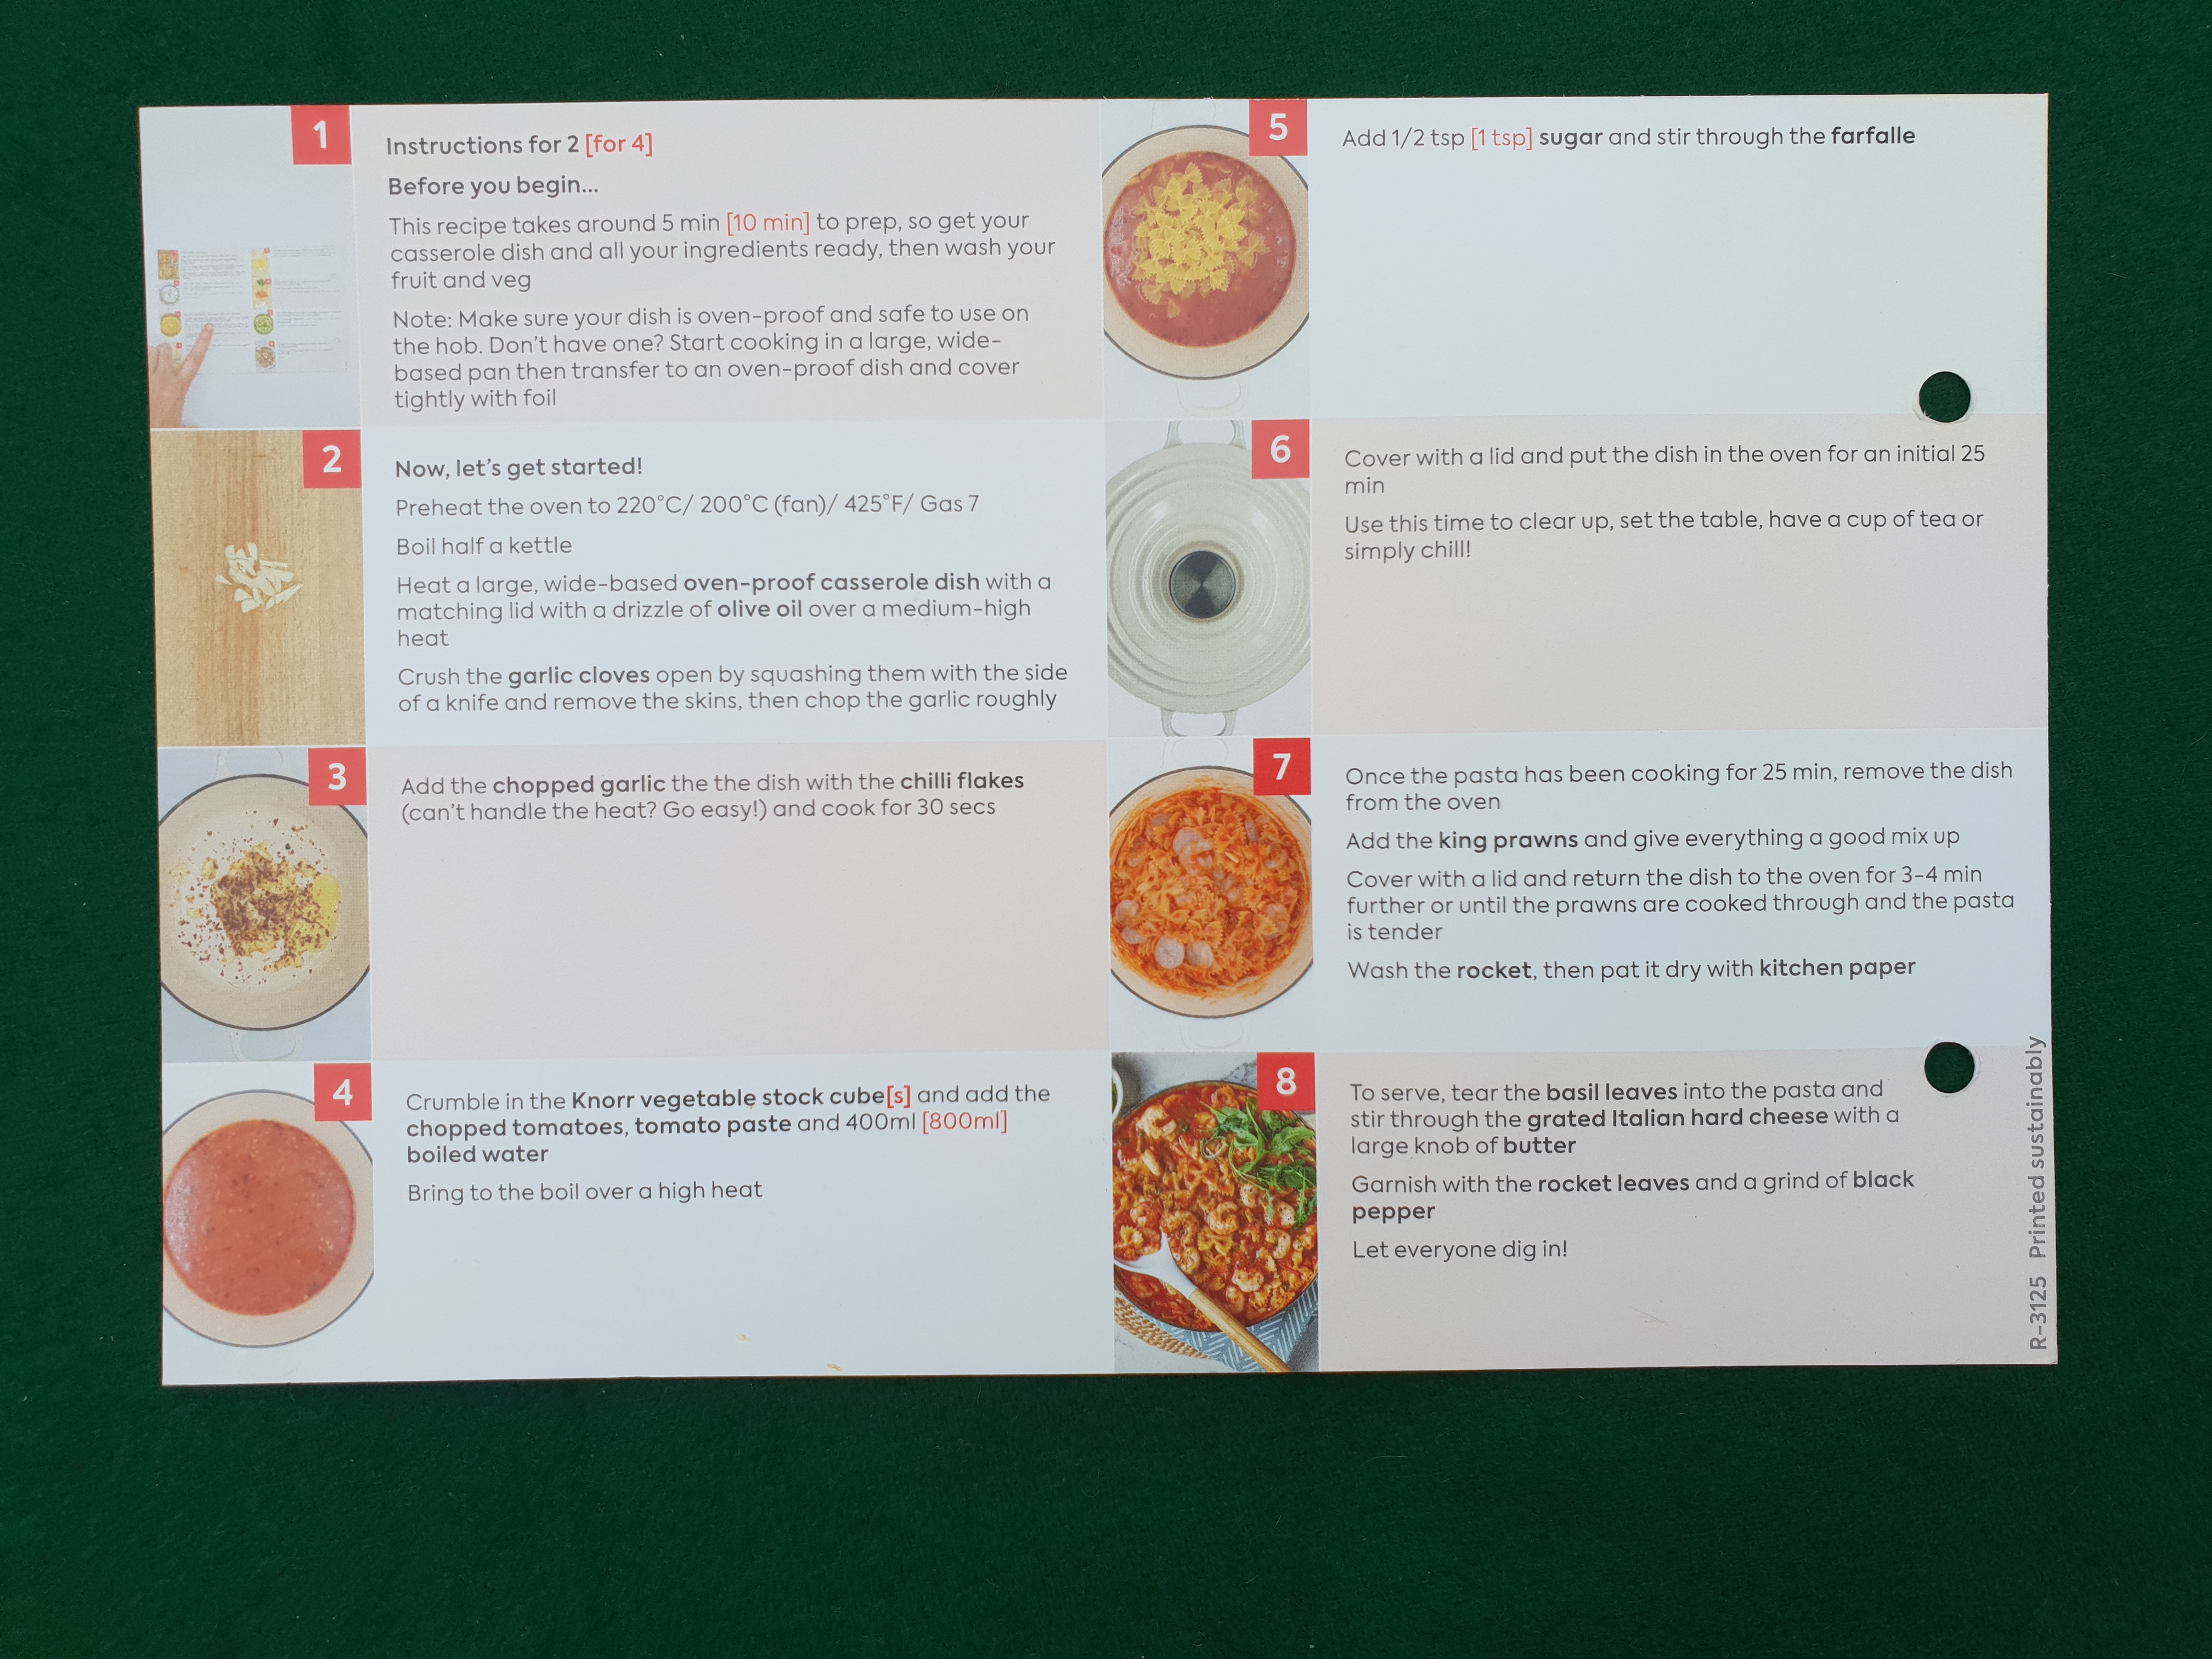 1
Instructions for 2 [for 4]
Before you begin...
This recipe takes around 5 min [10 min] to prep, so get your
casserole dish and all your ingredients ready, then wash your
fruit and veg
Note: Make sure your dish is oven-proof and safe to use on
the hob. Don't have one? Start cooking in a large, wide-
based pan then transfer to an oven-proof dish and cover
tightly with foil
2
Now, let's get started!
Preheat the oven to 220°C/ 200°C (fan)/ 425°F/ Gas 7
Boil half a kettle
Heat a large, wide-based oven-proof casserole dish with a
matching lid with a drizzle of olive oil over a medium-high
heat
Crush the garlic cloves open by squashing them with the side
of a knife and remove the skins, then chop the garlic roughly
3
Add the chopped garlic the the dish with the chilli flakes
(can't handle the heat? Go easy!) and cook for 30 secs
4
Crumble in the Knorr vegetable stock cube[s] and add the
chopped tomatoes, tomato paste and 400ml [800ml]
boiled water
Bring to the boil over a high heat
5
Add 1/2 tsp [1 tsp] sugar and stir through the farfalle
6
Cover with a lid and put the dish in the oven for an initial 25
min
Use this time to clear up, set the table, have a cup of tea or
simply chill!
7
Once the pasta has been cooking for 25 min, remove the dish
from the oven
Add the king prawns and give everything a good mix up
Cover with a lid and return the dish to the oven for 3-4 min
further or until the prawns are cooked through and the pasta
is tender
Wash the rocket, then pat it dry with kitchen paper
8
To serve, tear the basil leaves into the pasta and
stir through the grated Italian hard cheese with a
large knob of butter
Garnish with the rocket leaves and a grind of black
pepper
Let everyone dig in!
R-3125 Printed sustainably